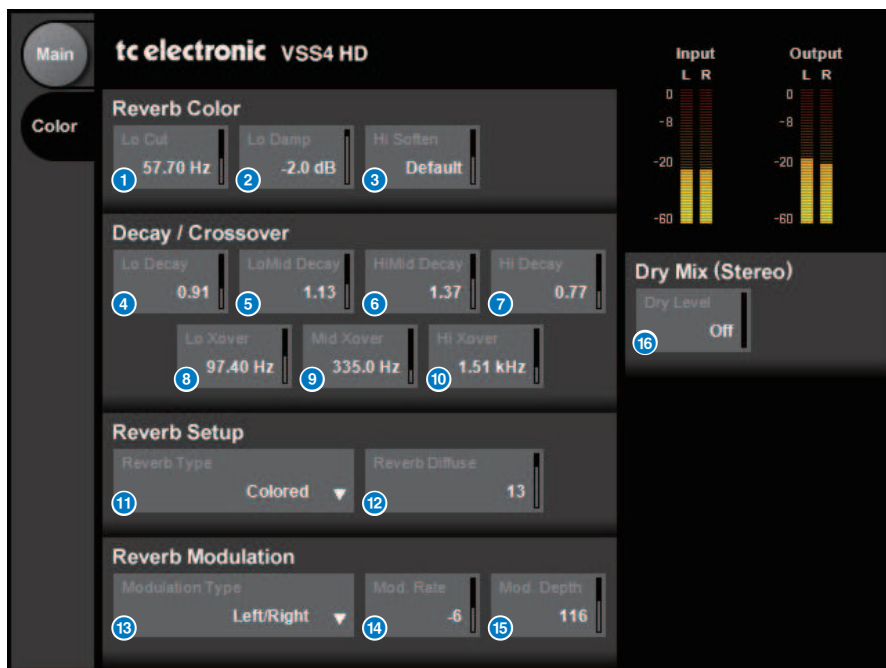 Main
Color
tc electronic VSS4 HD
Reverb Color
Lo Cut
57.70 Hz
1
Lo Damp
-2.0 dB
2
Hi Soften
Default
3
Decay / Crossover
Lo Decay
0.91
4
LoMid Decay
1.13
5
HiMid Decay
1.37
6
Hi Decay
0.77
7
Lo Xover
97.40 Hz
8
Mid Xover
335.0 Hz
9
Hi Xover
1.51 kHz
10
Reverb Setup
Reverb Type
Colored
11
Reverb Diffuse
13
12
Reverb Modulation
Modulation Type
Left/Right
13
Mod. Rate
-6
14
Mod. Depth
116
15
Input
L R
0
-8
-20
-60
Output
L R
0
-8
-20
-60
Dry Mix (Stereo)
Dry Level
Off
16